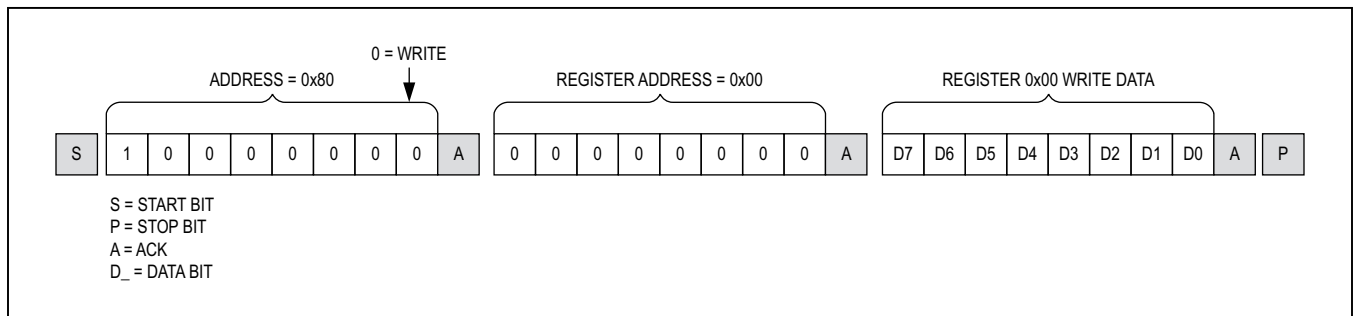 0 = WRITE
ADDRESS = 0x80 REGISTER ADDRESS = 0x00 REGISTER 0x00 WRITE DATA
S 1 0 0 0 0 0 0 0 A 0 0 0 0 0 0 0 0 A D7 D6 D5 D4 D3 D2 D1 D0 A P
S = START BIT
P = STOP BIT
A = ACK
D_ = DATA BIT